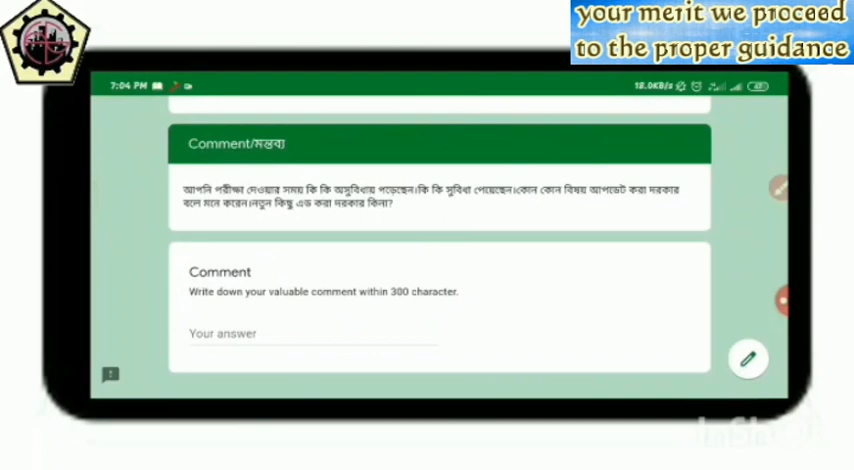 your merit we proceed
to the proper guidance
7:04 PM
18.0KB/s
47
Comment/মন্তব্য
আপনি পরীক্ষা দেওয়ার সময় কি কি অসুবিধায় পড়েছেন।কি কি সুবিধা পেয়েছেন।কোন কোন বিষয় আপডেট করা দরকার
বলে মনে করেন।নতুন কিছু এড করা দরকার কিনা?
Comment
Write down your valuable comment within 300 character.
Your answer